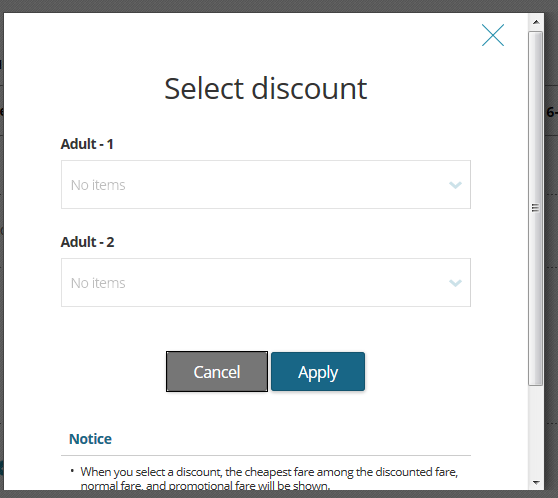 Select discount
Adult - 1
No items
Adult - 2
No items
Cancel
Apply
Notice
• When you select a discount, the cheapest fare among the discounted fare,
normal fare, and promotional fare will be shown.
6-